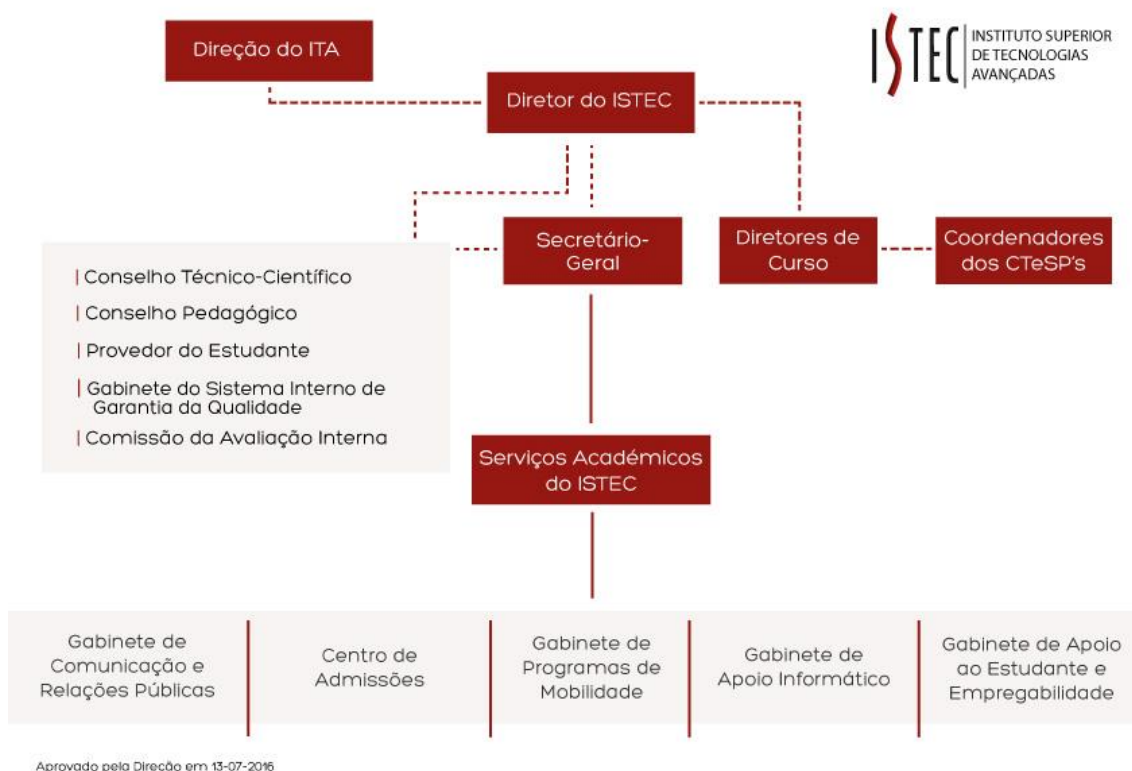 Direção do ITA
ISTEC
INSTITUTO SUPERIOR
DE TECNOLOGIAS
AVANÇADAS
Diretor do ISTEC
Secretário-
Geral
Diretores de
Curso
Coordenadores
dos CTeSP's
| Conselho Técnico-Científico
| Conselho Pedagógico
| Provedor do Estudante
| Gabinete do Sistema Interno de
Garantia da Qualidade
| Comissão da Avaliação Interna
Serviços Académicos
do ISTEC
Gabinete de
Comunicação e
Relações Públicas
Centro de
Admissões
Gabinete de
Programas de
Mobilidade
Gabinete de
Apoio Informático
Gabinete de Apoio
ao Estudante e
Empregabilidade
Aprovado pela Direção em 13-07-2016